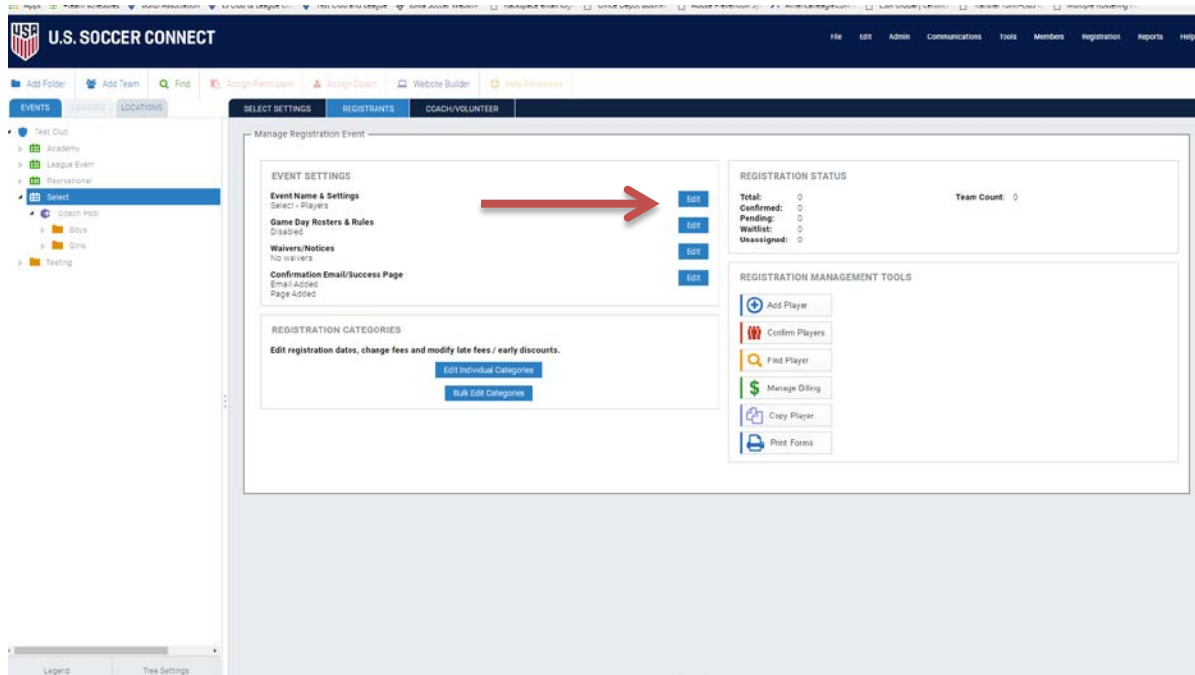 Apps
USA U.S. SOCCER CONNECT
File Edit Admin Communications Tools Members Registration Reports Help
Add Folder Add Team Find Assign Participant Assign Coach Website Builder Help Resources
EVENTS LEAGUES LOCATIONS
SELECT SETTINGS REGISTRANTS COACH/VOLUNTEER
Test Club
Academy
League Event
Recreational
Select
Coach Pool
Boys
Girls
Testing
Manage Registration Event
EVENT SETTINGS
Event Name & Settings
Select - Players
Edit
Game Day Rosters & Rules
Disabled
Edit
Waivers/Notices
No waivers
Edit
Confirmation Email/Success Page
Email Added
Page Added
Edit
REGISTRATION CATEGORIES
Edit registration dates, change fees and modify late fees / early discounts.
Edit Individual Categories
Bulk Edit Categories
REGISTRATION STATUS
Total: 0 Team Count: 0
Confirmed: 0
Pending: 0
Waitlist: 0
Unassigned: 0
REGISTRATION MANAGEMENT TOOLS
Add Player
Confirm Players
Find Player
Manage Billing
Copy Player
Print Forms
Legend Tree Settings